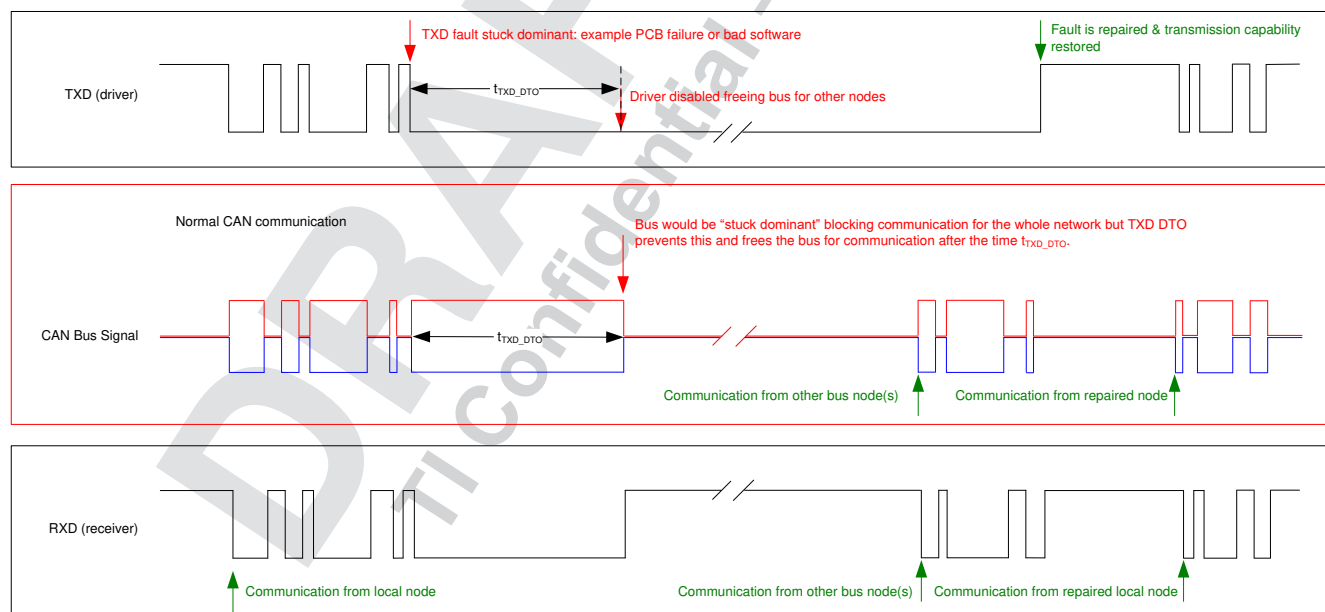 TXD fault stuck dominant: example PCB failure or bad software
Fault is repaired & transmission capability
restored
TXD (driver)
tTXD_DTO
Driver disabled freeing bus for other nodes
Normal CAN communication
Bus would be “stuck dominant” blocking communication for the whole network but TXD DTO
prevents this and frees the bus for communication after the time tTXD_DTO.
CAN Bus Signal
tTXD_DTO
Communication from other bus node(s)
Communication from repaired node
RXD (receiver)
Communication from local node
Communication from other bus node(s)
Communication from repaired local node
DRA
TI Confidential –